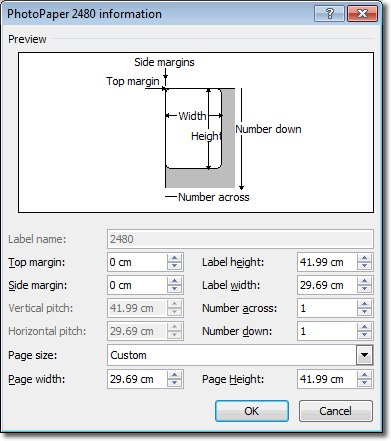 PhotoPaper 2480 information
Preview
Side margins
Top margin
Width
Height
Number down
Number across
Label name: 2480
Top margin: 0 cm Label height: 41.99 cm
Side margin: 0 cm Label width: 29.69 cm
Vertical pitch: 41.99 cm Number across: 1
Horizontal pitch: 29.69 cm Number down: 1
Page size: Custom
Page width: 29.69 cm Page Height: 41.99 cm
OK Cancel